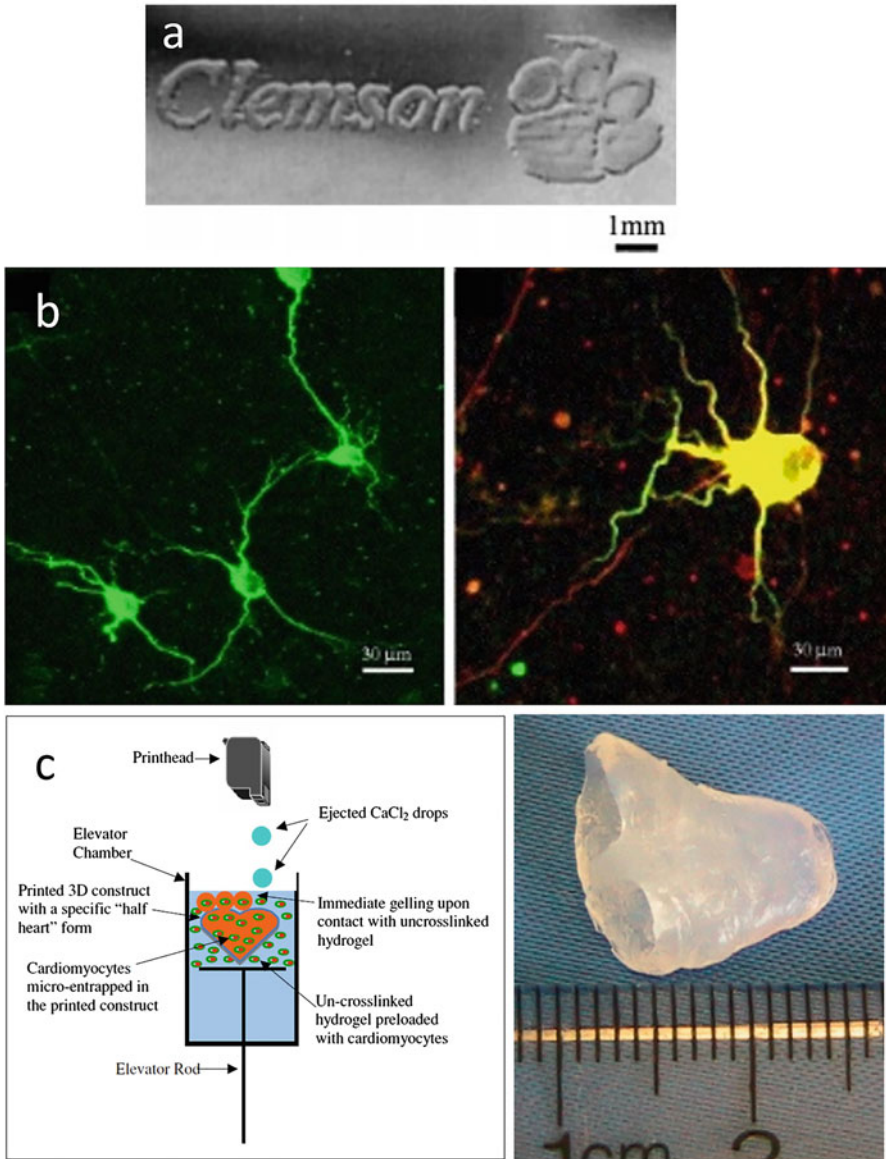 a
Clemson
1mm
b
30 μm
30 μm
c
Printhead
Ejected CaCl₂ drops
Elevator
Chamber
Printed 3D construct
with a specific “half
heart” form
Immediate gelling upon
contact with uncrosslinked
hydrogel
Cardiomyocytes
micro-entrapped in
the printed construct
Un-crosslinked
hydrogel preloaded
with cardiomyocytes
Elevator Rod
1cm 2